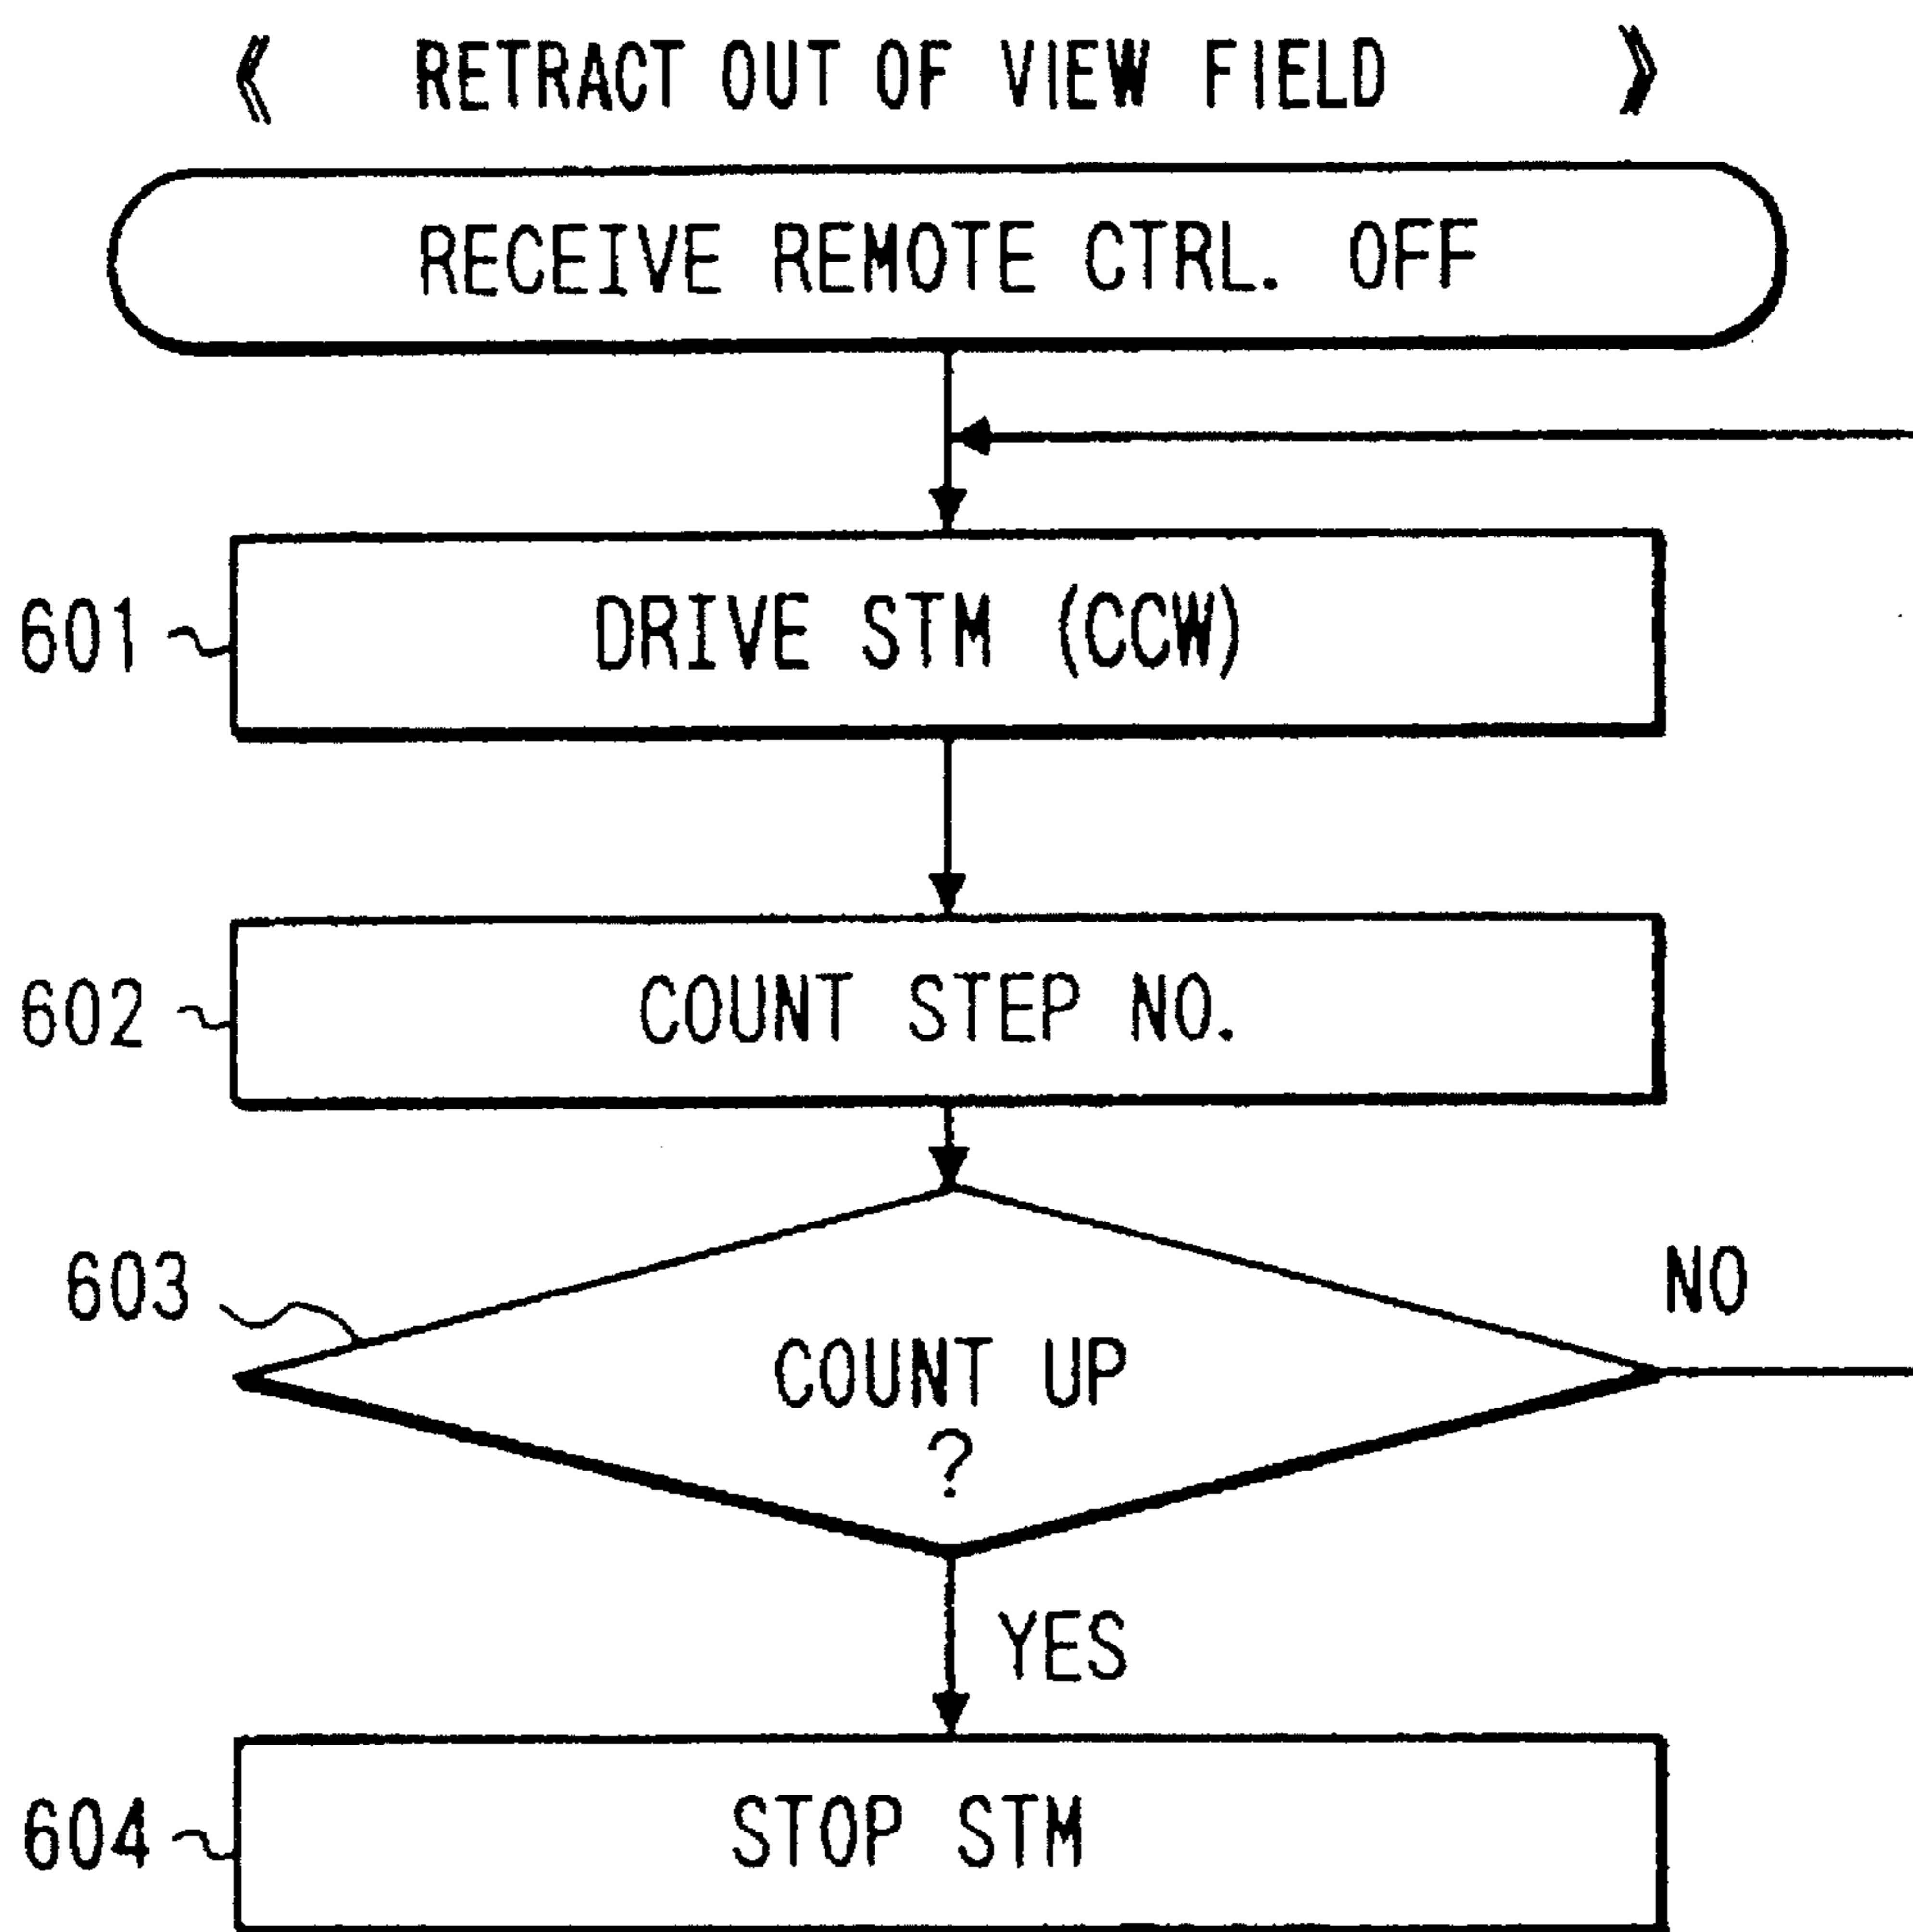 《 RETRACT OUT OF VIEW FIELD 》
RECEIVE REMOTE CTRL. OFF
601
DRIVE STM (CCW)
602
COUNT STEP NO.
603
NO
COUNT UP
?
YES
604
STOP STM